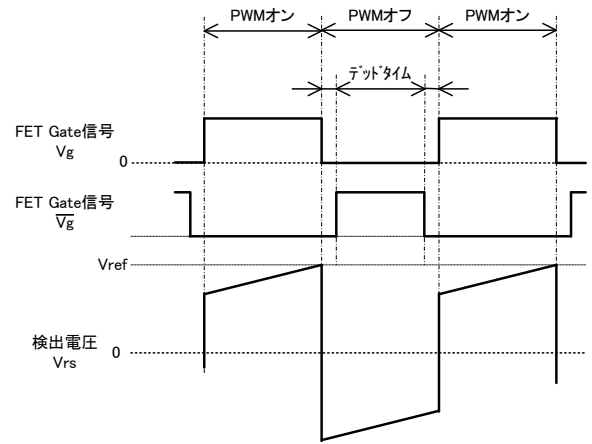 PWMオン PWMオフ PWMオン
ﾃﾞｯﾄﾞﾀｲﾑ
FET Gate信号
Vg
0
FET Gate信号
V̅g̅
Vref
検出電圧
Vrs
0